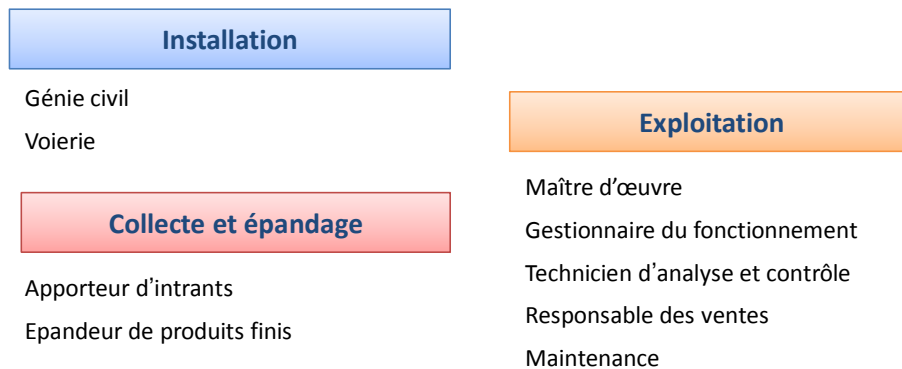 Installation
Génie civil
Voierie
Collecte et épandage
Apporteur d'intrants
Epandeur de produits finis
Exploitation
Maître d'œuvre
Gestionnaire du fonctionnement
Technicien d'analyse et contrôle
Responsable des ventes
Maintenance